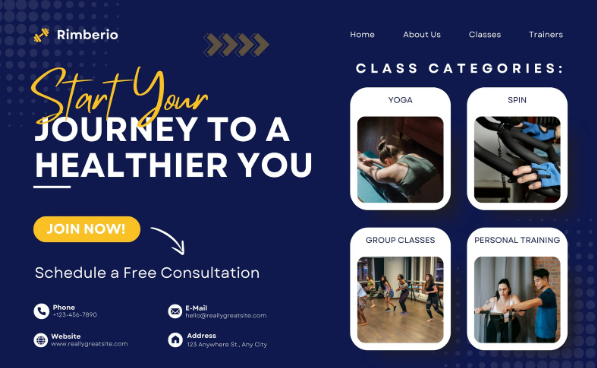 Rimberio
Home About Us Classes Trainers
Start Your
JOURNEY TO A
HEALTHIER YOU
JOIN NOW!
Schedule a Free Consultation
Phone
+123-456-7890
E-Mail
hello@reallygreatsite.com
Website
www.reallygreatsite.com
Address
123 Anywhere St., Any City
CLASS CATEGORIES:
YOGA
SPIN
GROUP CLASSES
PERSONAL TRAINING